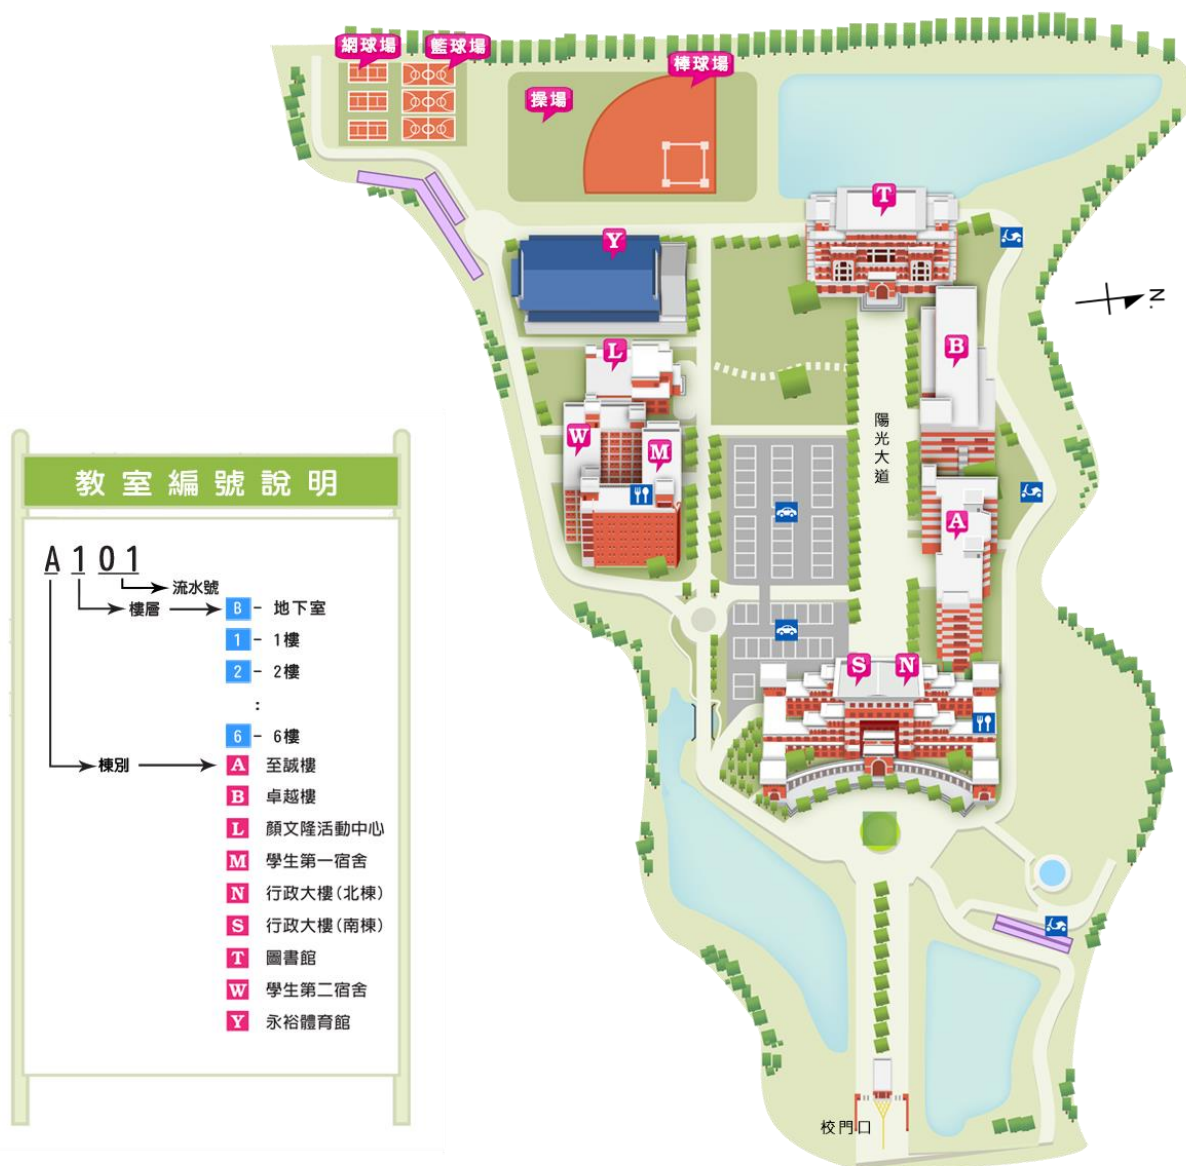 網球場
籃球場
棒球場
操場
T
Y
N
B
L
陽光大道
W
M
A
S
N
校門口
教室編號說明
A 1 0 1
流水號
樓層
B - 地下室
1 - 1樓
2 - 2樓
:
6 - 6樓
棟別
A 至誠樓
B 卓越樓
L 顏文隆活動中心
M 學生第一宿舍
N 行政大樓(北棟)
S 行政大樓(南棟)
T 圖書館
W 學生第二宿舍
Y 永裕體育館